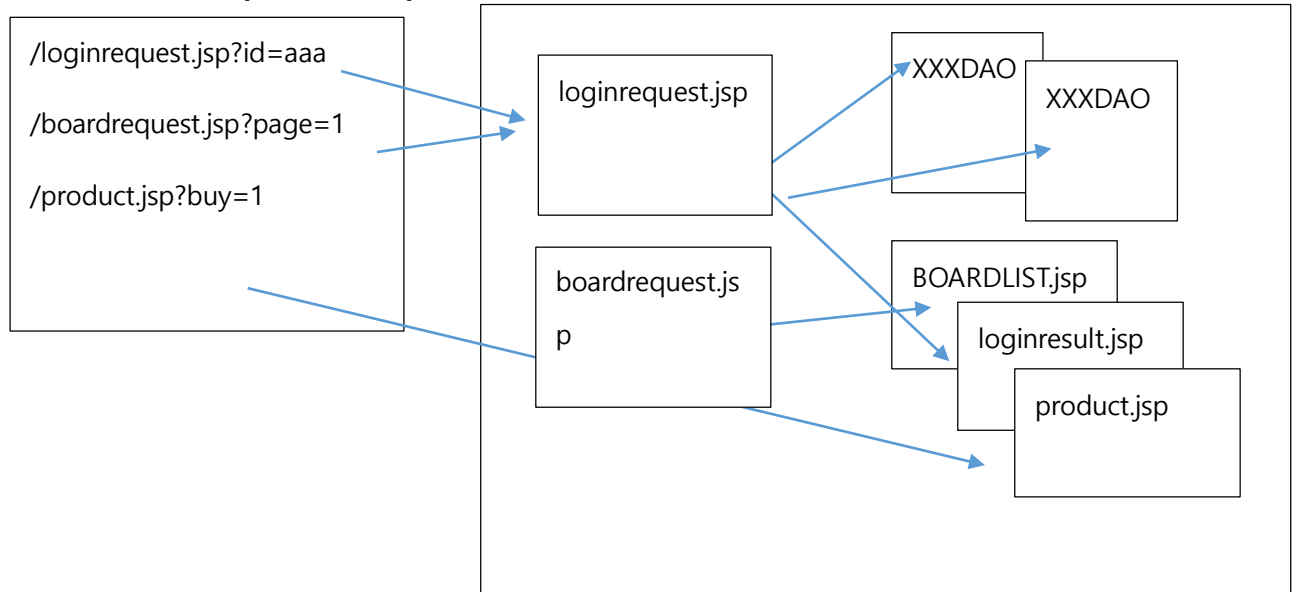 /loginrequest.jsp?id=aaa
/boardrequest.jsp?page=1
/product.jsp?buy=1
loginrequest.jsp
boardrequest.js
p
XXXDAO
XXXDAO
BOARDLIST.jsp
loginresult.jsp
product.jsp